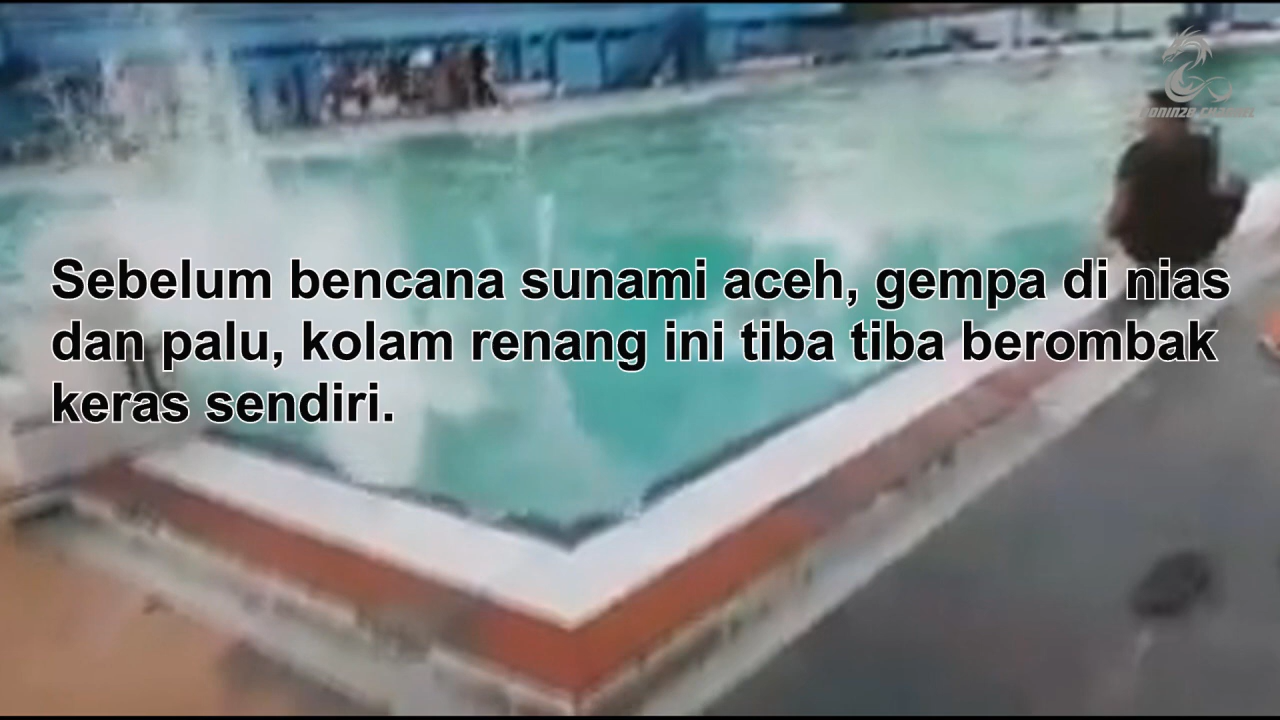 Sebelum bencana sunami aceh, gempa di nias
dan palu, kolam renang ini tiba tiba berombak
keras sendiri.